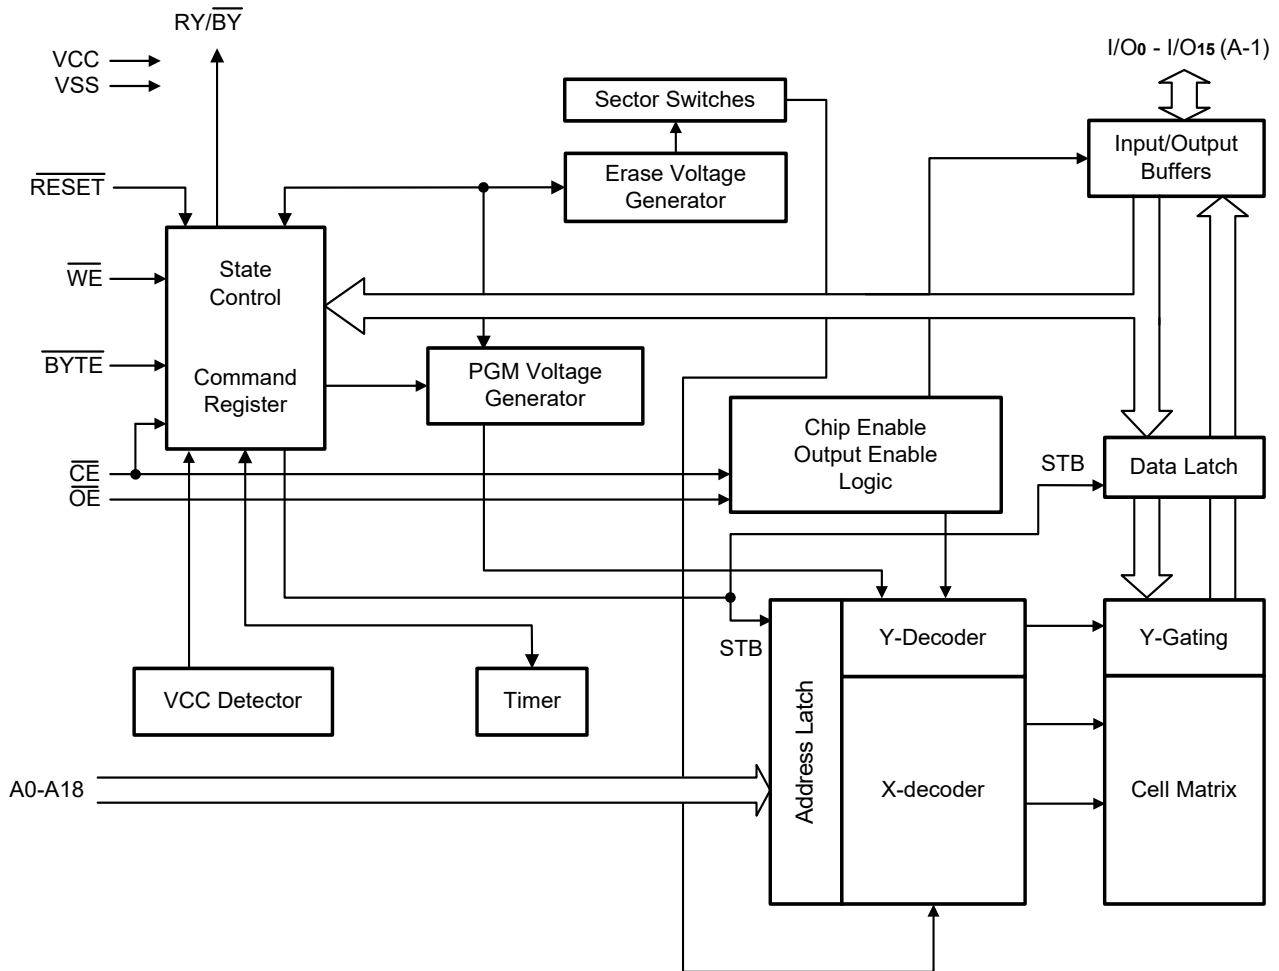 RY/BY
VCC
VSS
I/O0 - I/O15 (A-1)
Sector Switches
Input/Output
Buffers
Erase Voltage
Generator
RESET
State
Control
WE
BYTE
Command
Register
PGM Voltage
Generator
Chip Enable
Output Enable
Logic
CE
OE
STB
Data Latch
STB
Y-Decoder
Y-Gating
VCC Detector
Timer
Address Latch
A0-A18
X-decoder
Cell Matrix